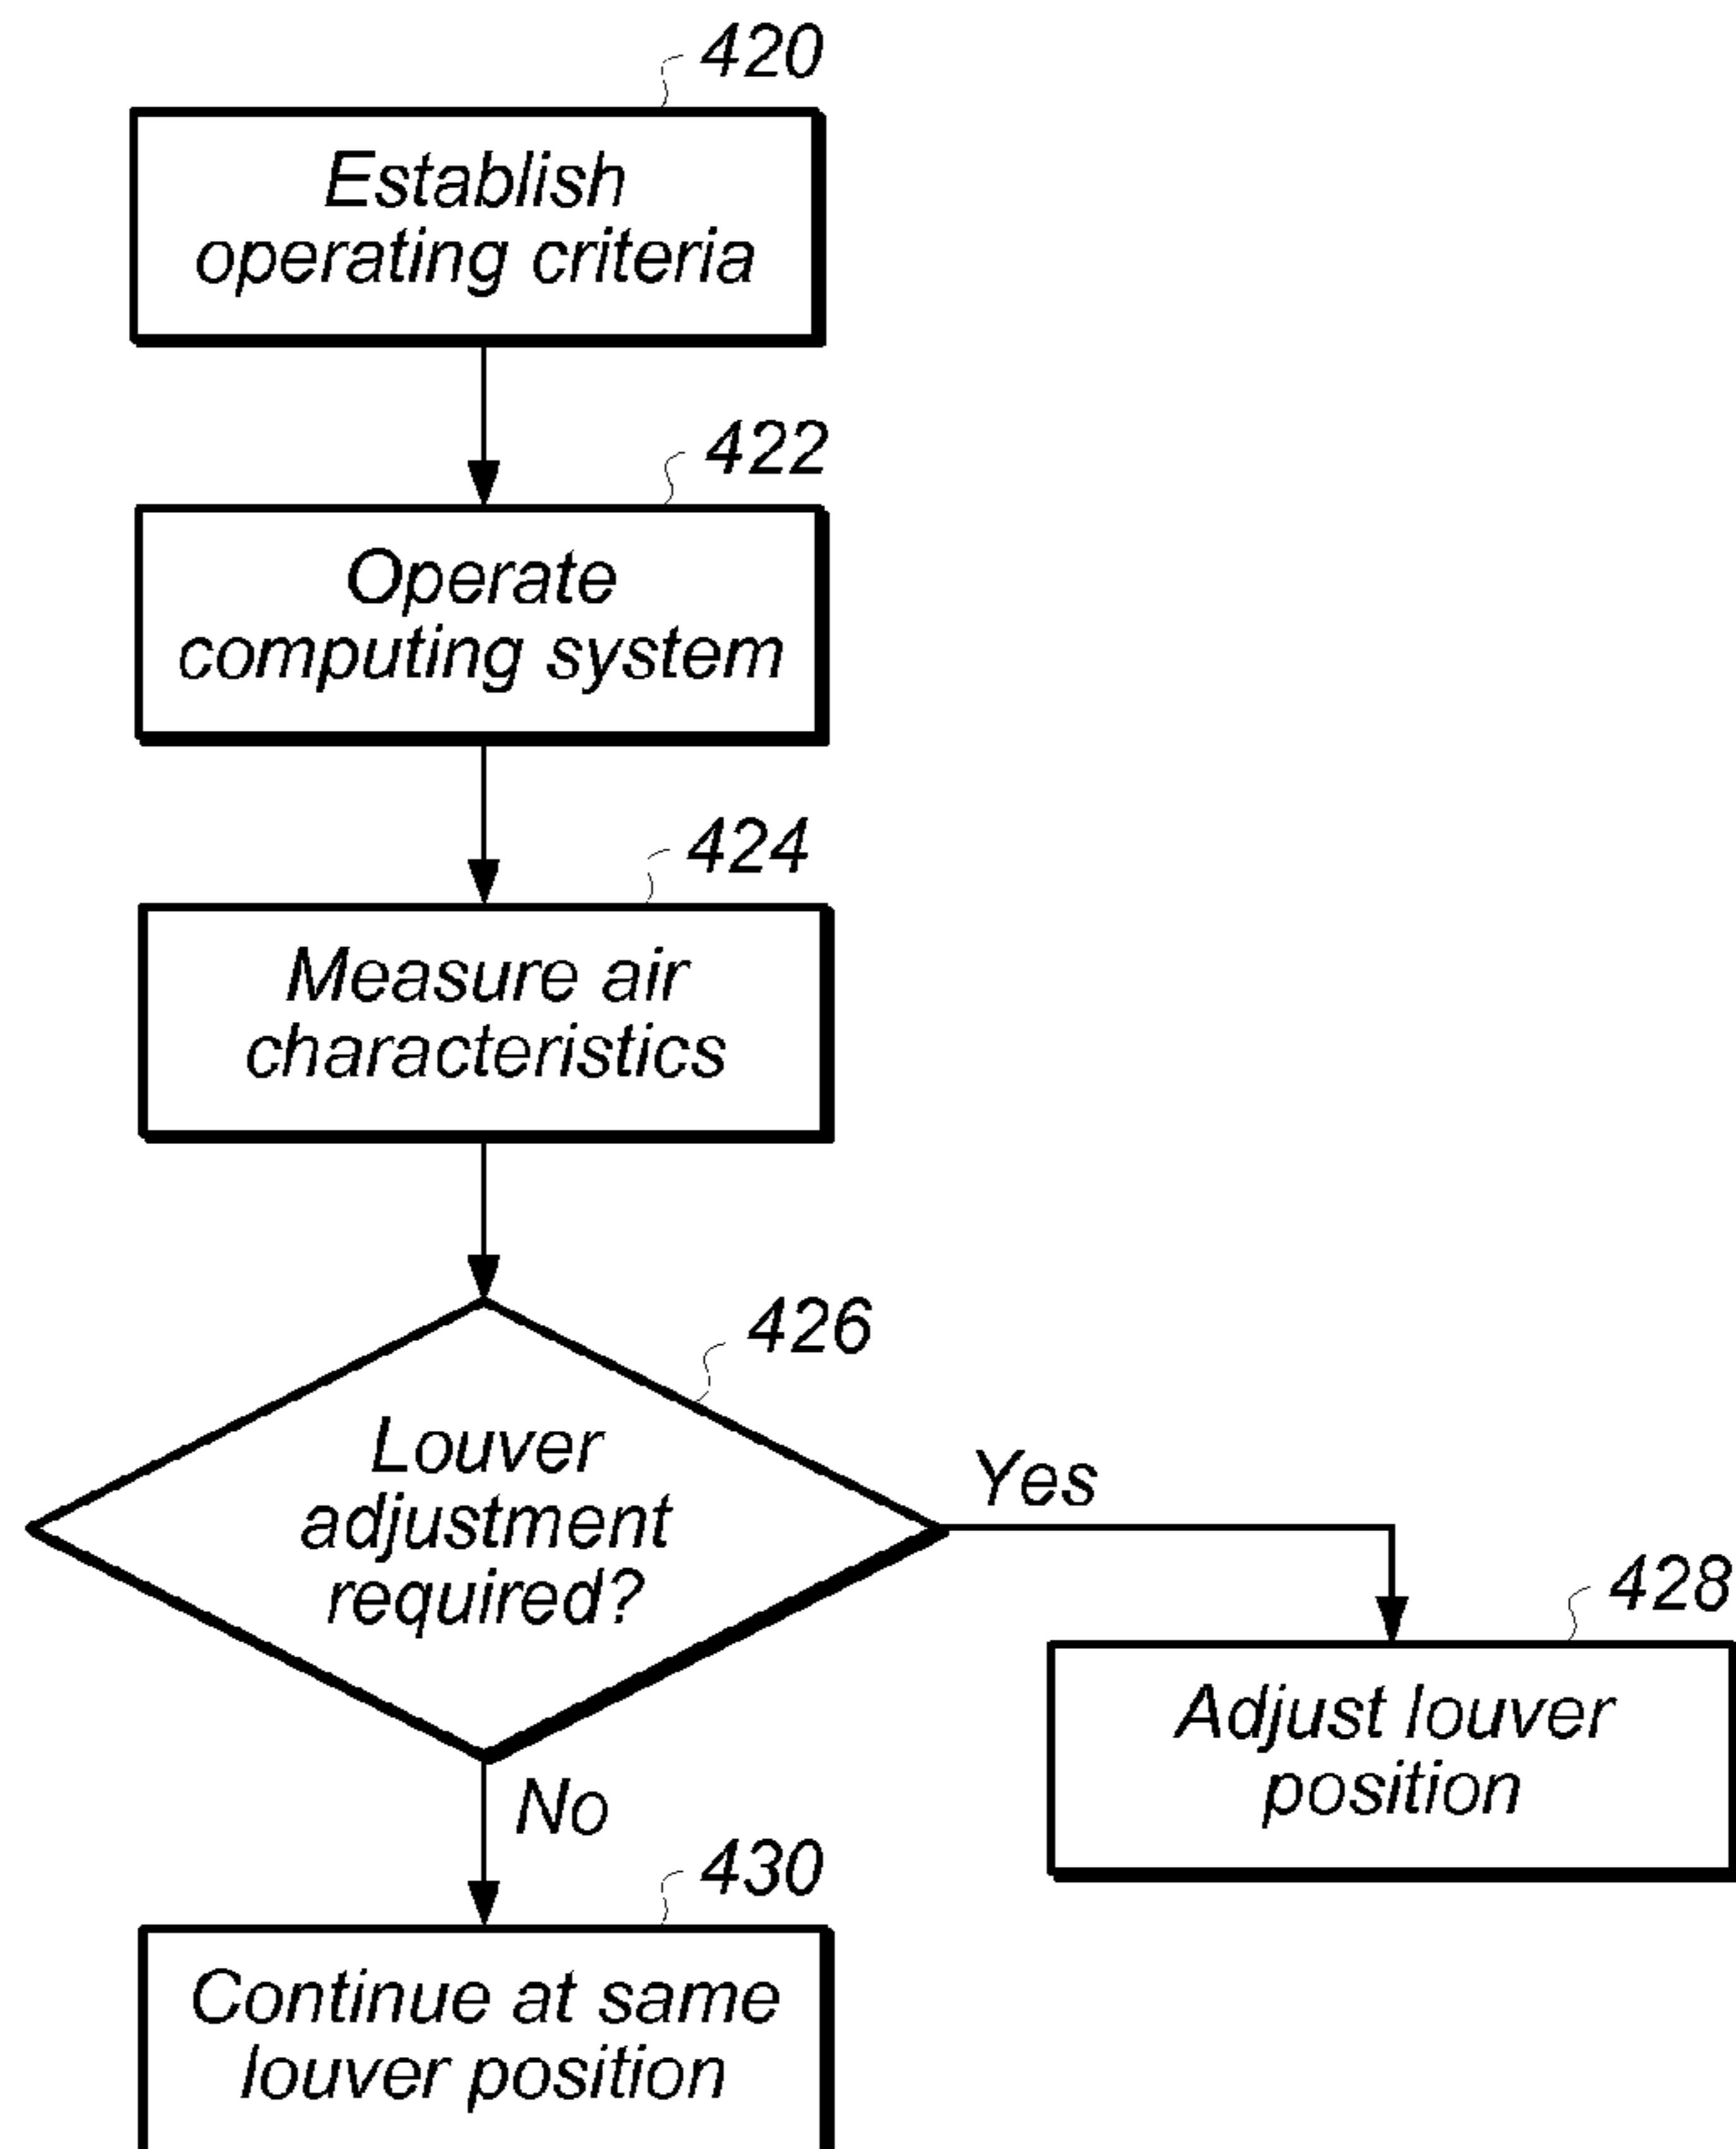 420
Establish
operating criteria
422
Operate
computing system
424
Measure air
characteristics
426
Louver
adjustment
required?
Yes
428
Adjust louver
position
No
430
Continue at same
louver position